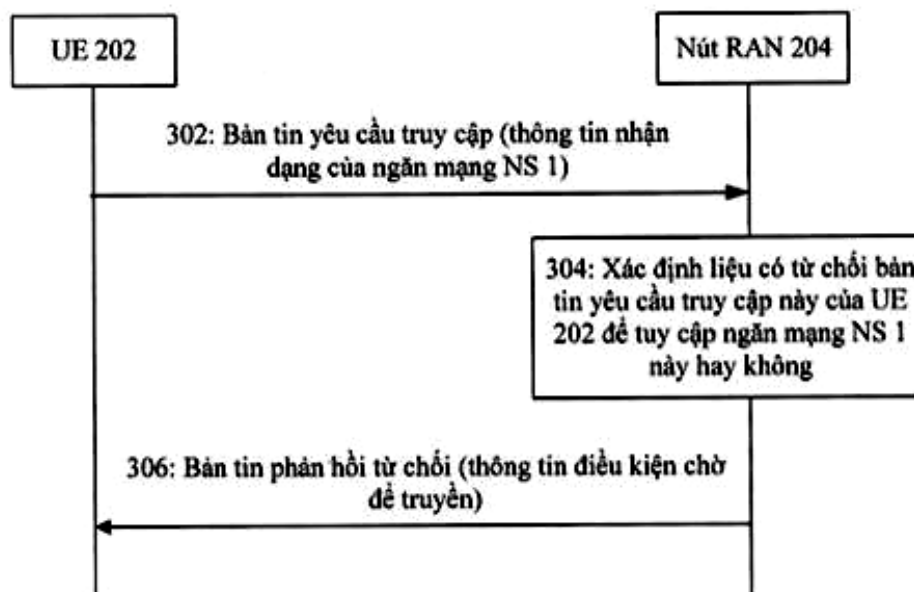 UE 202
Nút RAN 204
302: Bản tin yêu cầu truy cập (thông tin nhận
dạng của ngăn mạng NS 1)
304: Xác định liệu có từ chối bản
tin yêu cầu truy cập này của UE
202 để tuy cập ngăn mạng NS 1
này hay không
306: Bản tin phản hồi từ chối (thông tin điều kiện chờ
để truyền)